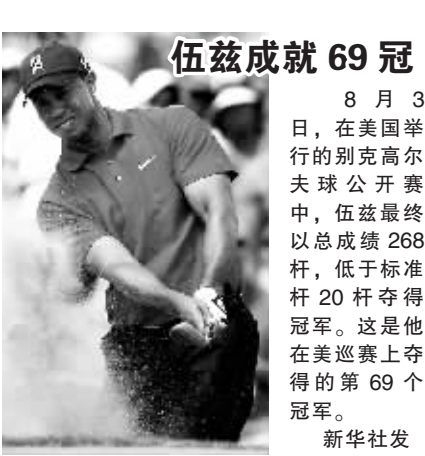 伍兹成就 69 冠
8 月 3
日，在美国举
行的别克高尔
夫球公开赛
中，伍兹最终
以总成绩 268
杆，低于标准
杆 20 杆夺得
冠军。这是他
在美巡赛上夺
得的第 69 个
冠军。
新华社发